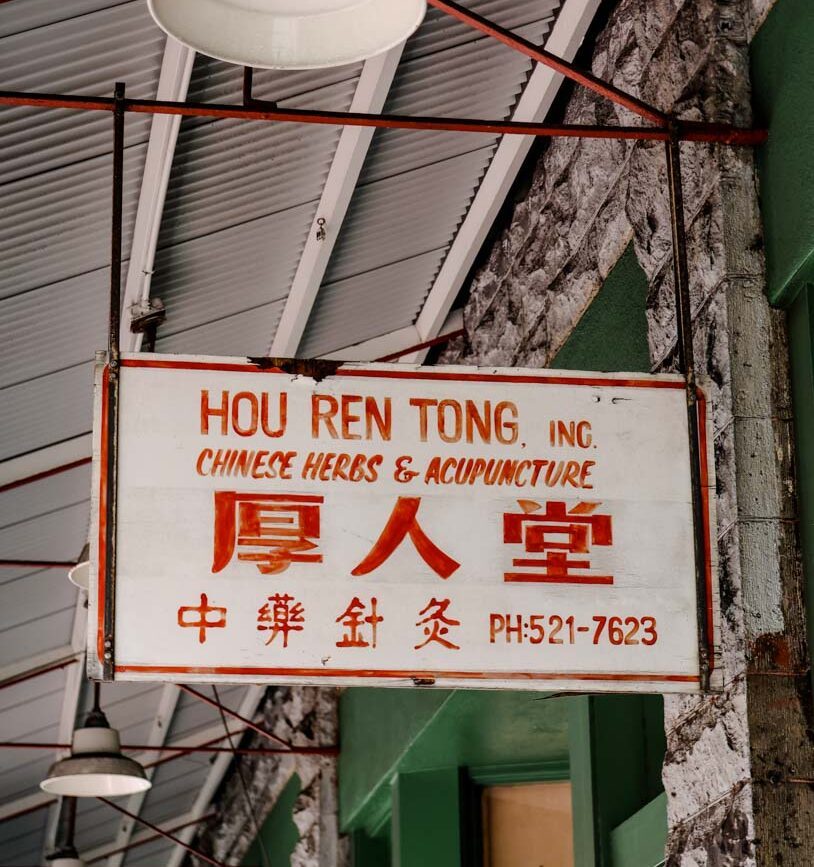 HOU REN TONG, INC.
CHINESE HERBS & ACUPUNCTURE
厚人堂
中藥針灸 PH:521-7623